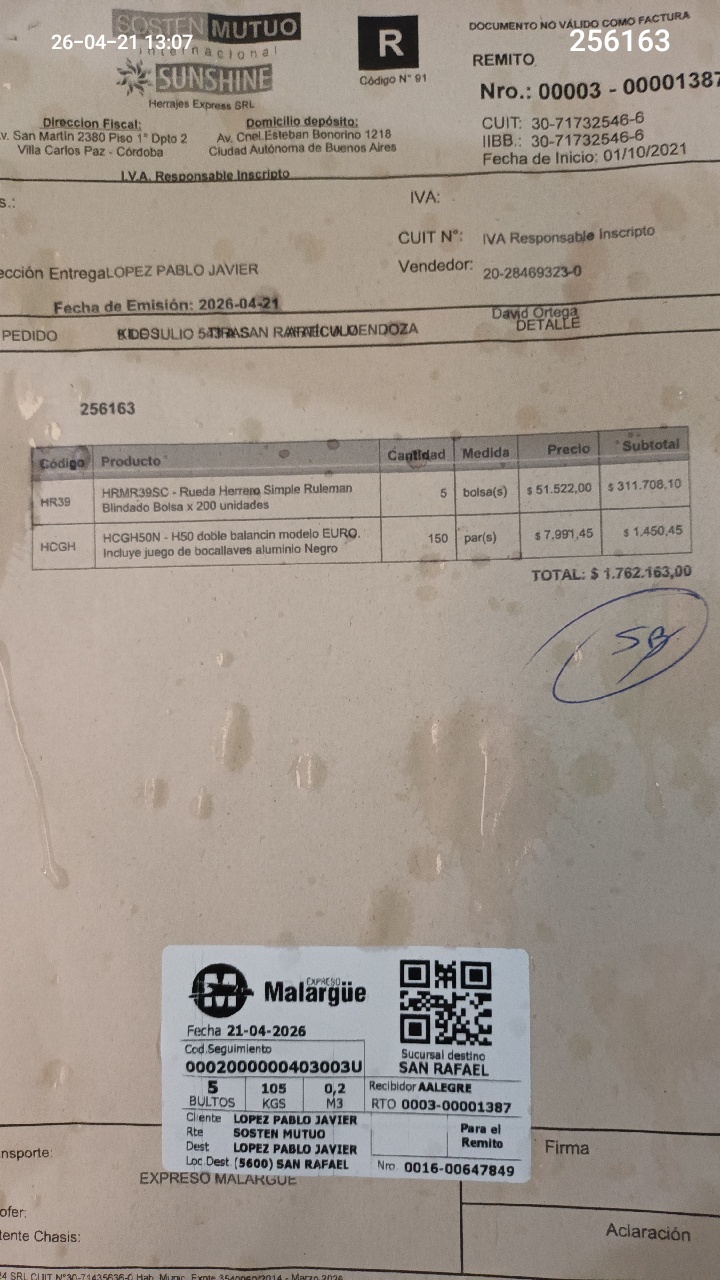 SOSTEN MUTUO
internacional
SUNSHINE
Herrajes Express SRL
26-04-21 13:07
R
Código N° 91
DOCUMENTO NO VÁLIDO COMO FACTURA
256163
REMITO
Nro.: 00003 - 00001387
CUIT: 30-71732546-6
IIBB.: 30-71732546-6
Fecha de Inicio: 01/10/2021
Direccion Fiscal:
v. San Martin 2380 Piso 1° Dpto 2
Villa Carlos Paz - Córdoba
Domicilio depósito:
Av. Cnel.Esteban Bonorino 1218
Ciudad Autónoma de Buenos Aires
I.V.A. Responsable Inscripto
s.:
IVA:
CUIT N°: IVA Responsable Inscripto
ección EntregaLOPEZ PABLO JAVIER
Vendedor: 20-28469323-0
Fecha de Emisión: 2026-04-21
David Ortega
DETALLE
PEDIDO
MENDOZA
256163
Código Producto Cantidad Medida Precio Subtotal
HR39 HRMR39SC - Rueda Herrero Simple Ruleman Blindado Bolsa x 200 unidades 5 bolsa(s) $ 51.522,00 $ 311.708,10
HCGH HCGH50N - H50 doble balancin modelo EURO. Incluye juego de bocallaves aluminio Negro 150 par(s) $ 7.991,45 $ 1.450,45
TOTAL: $ 1.762.163,00
EXPRESO
Malargüe
Fecha 21-04-2026
Cod.Seguimiento
0002000000403003U
Sucursal destino
SAN RAFAEL
5 BULTOS
105 KGS
0,2 M3
Recibidor AALEGRE
RTO 0003-00001387
Cliente LOPEZ PABLO JAVIER
Rte SOSTEN MUTUO
Dest LOPEZ PABLO JAVIER
Loc.Dest (5600) SAN RAFAEL
Para el
Remito
Nro 0016-00647849
nsporte:
EXPRESO MALARGUE
Firma
ofer:
tente Chasis:
Aclaración